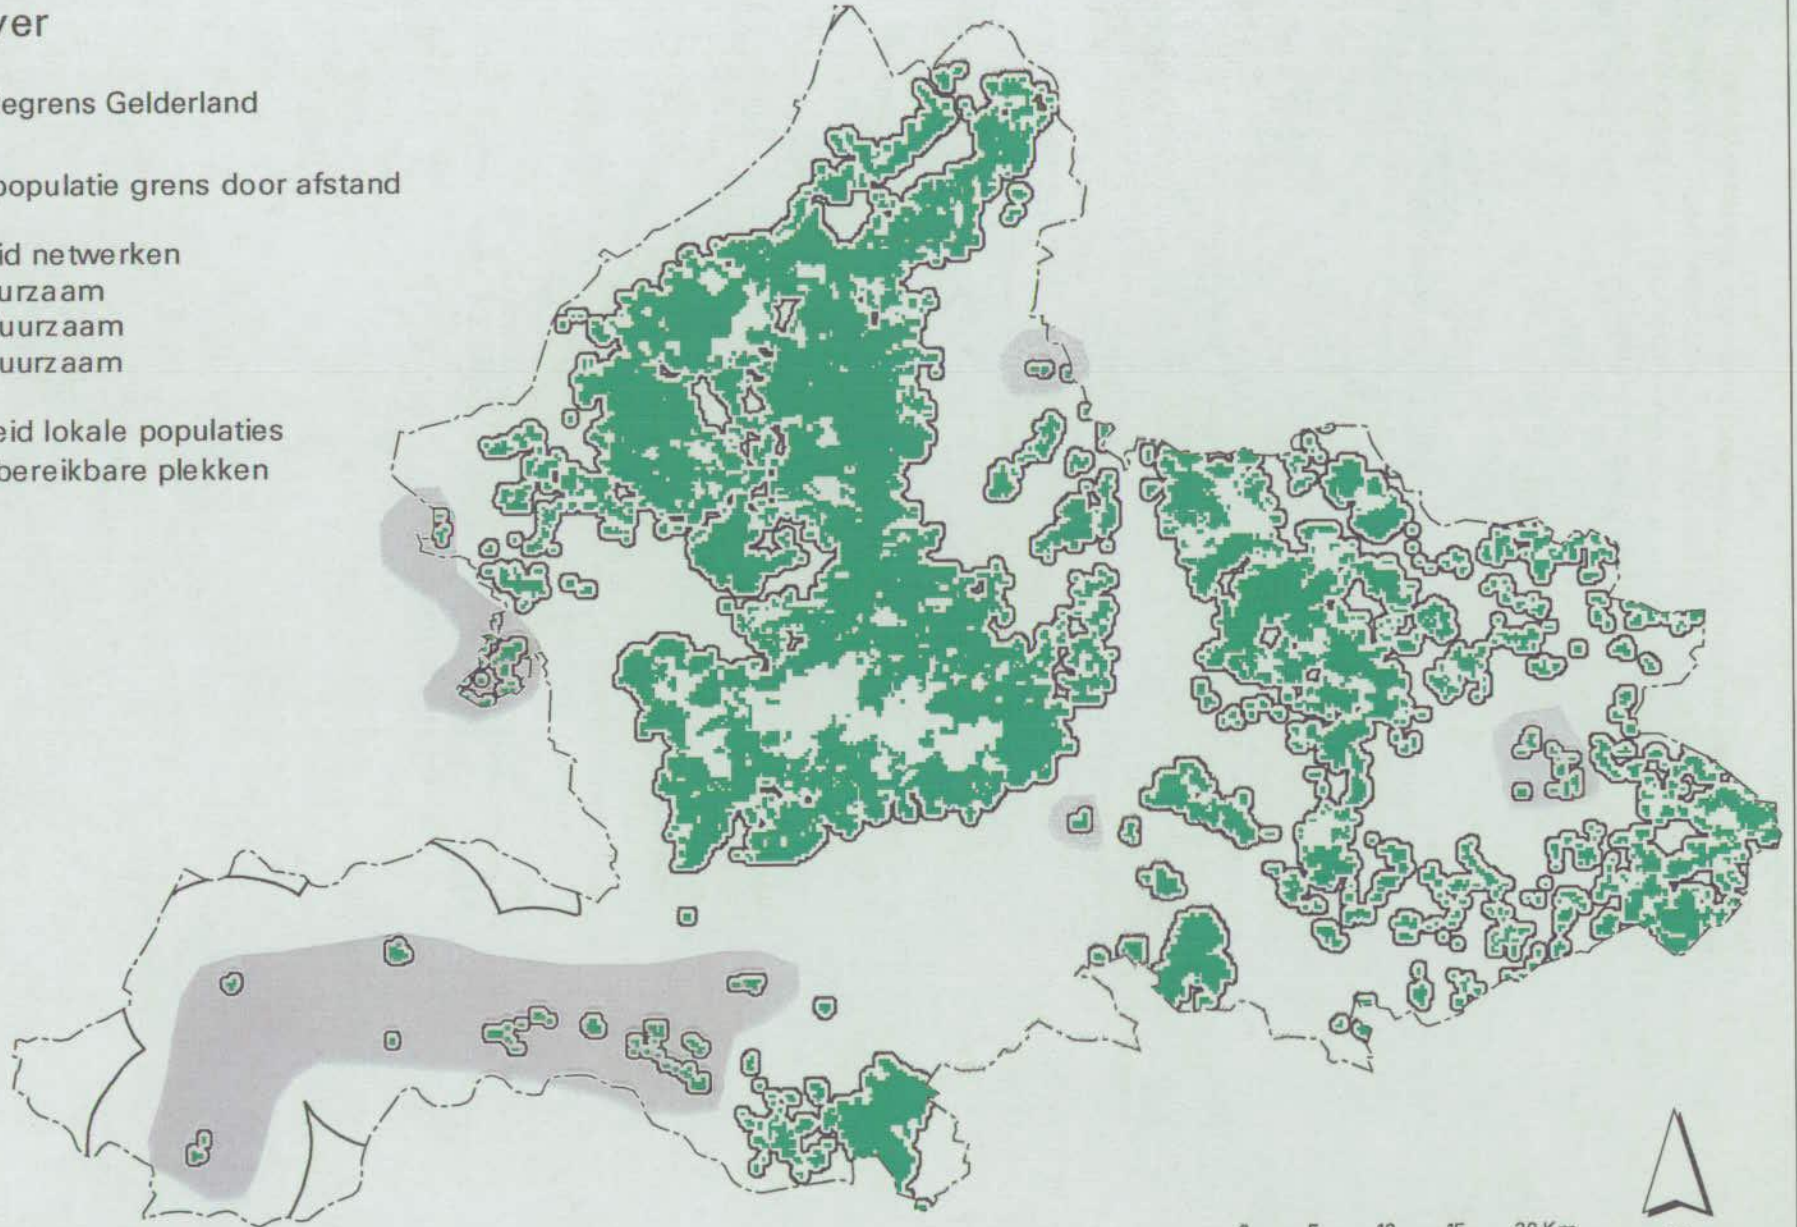 ver
egrens Gelderland
populatie grens door afstand
id netwerken
urzaam
uurzaam
uurzaam
eid lokale populaties
bereikbare plekken